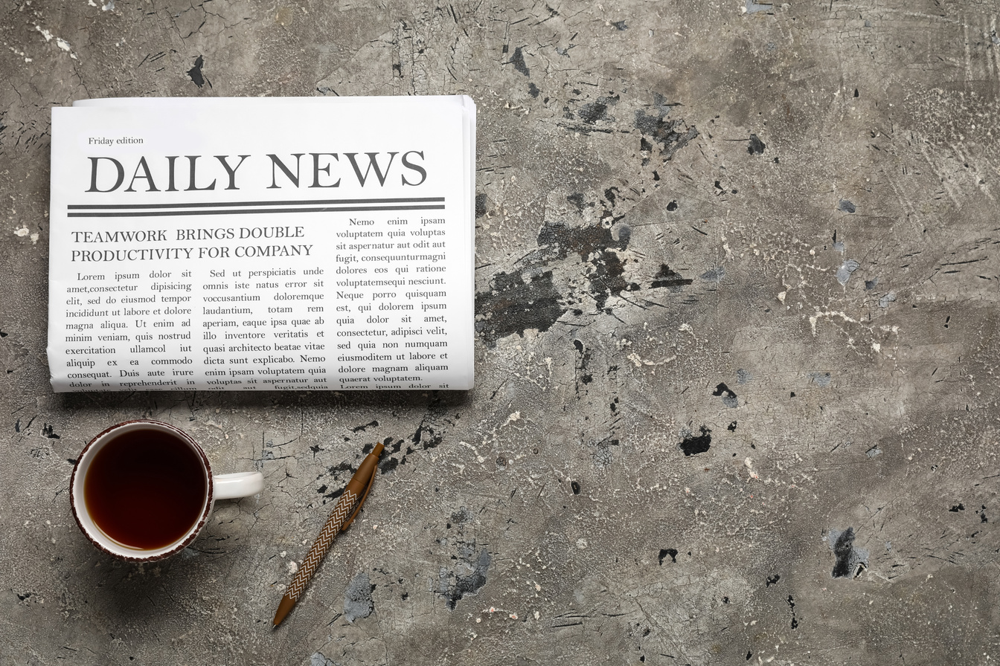 Friday edition
DAILY NEWS
TEAMWORK BRINGS DOUBLE
PRODUCTIVITY FOR COMPANY
Lorem ipsum dolor sit
amet,consectetur dipisicing
elit, sed do eiusmod tempor
incididunt ut labore et dolore
magna aliqua. Ut enim ad
minim veniam, quis nostrud
exercitation ullamcol iut
aliquip ex ea commodo
consequat. Duis aute irure
dolor in reprehenderit in
Sed ut perspiciatis unde
omnis iste natus error sit
voccusantium doloremque
laudantium, totam rem
aperiam, eaque ipsa quae ab
illo inventore veritatis et
quasi architecto beatae vitae
dicta sunt explicabo. Nemo
enim ipsam voluptatem quia
voluptas sit aspernatur aut
odit aut fugit,sedquia
Nemo enim ipsam
voluptatem quia voluptas
sit aspernatur aut odit aut
fugit, consequunturmagni
dolores eos qui ratione
voluptatemsequi nesciunt.
Neque porro quisquam
est, qui dolorem ipsum
quia dolor sit amet,
consectetur, adipisci velit,
sed quia non numquam
eiusmoditem ut labore et
dolore magnam aliquam
quaerat voluptatem.
Lorem ipsum dolor sit